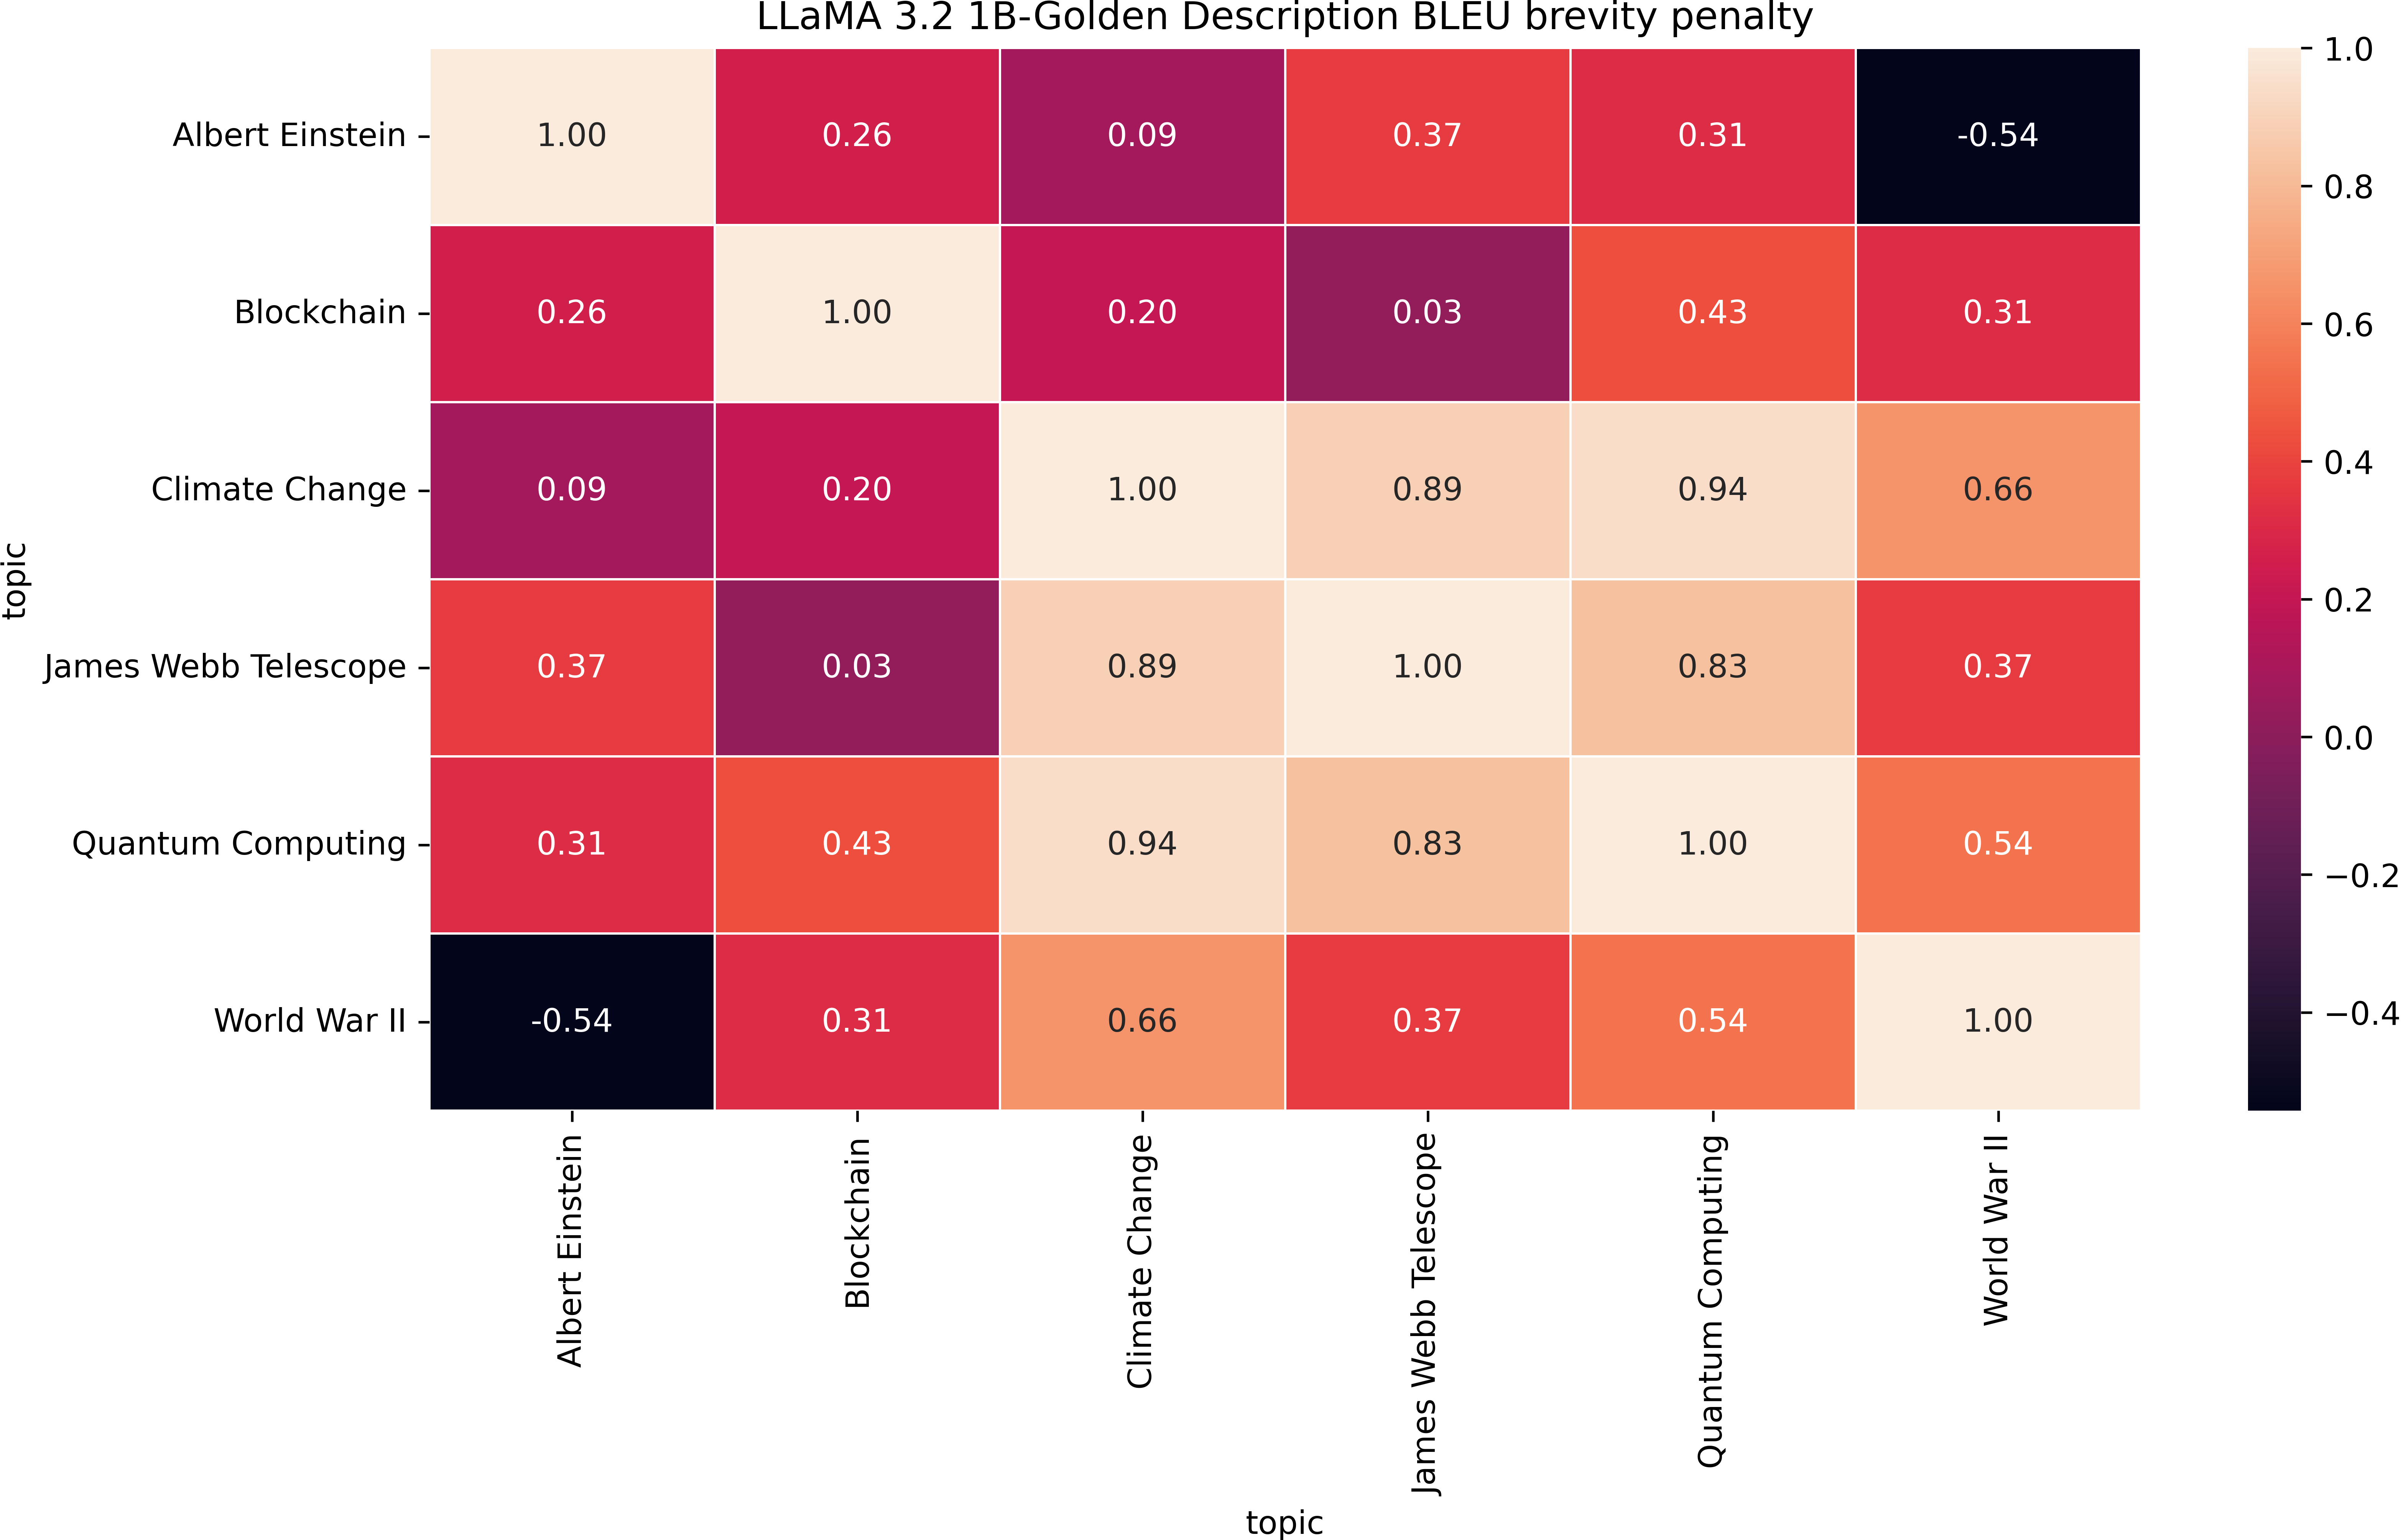 LLaMA 3.2 1B-Golden Description BLEU brevity penalty
topic
Albert Einstein 1.00 0.26 0.09 0.37 0.31 -0.54
Blockchain 0.26 1.00 0.20 0.03 0.43 0.31
Climate Change 0.09 0.20 1.00 0.89 0.94 0.66
James Webb Telescope 0.37 0.03 0.89 1.00 0.83 0.37
Quantum Computing 0.31 0.43 0.94 0.83 1.00 0.54
World War II -0.54 0.31 0.66 0.37 0.54 1.00
Albert Einstein
Blockchain
Climate Change
James Webb Telescope
Quantum Computing
World War II
topic
1.0
0.8
0.6
0.4
0.2
0.0
−0.2
−0.4